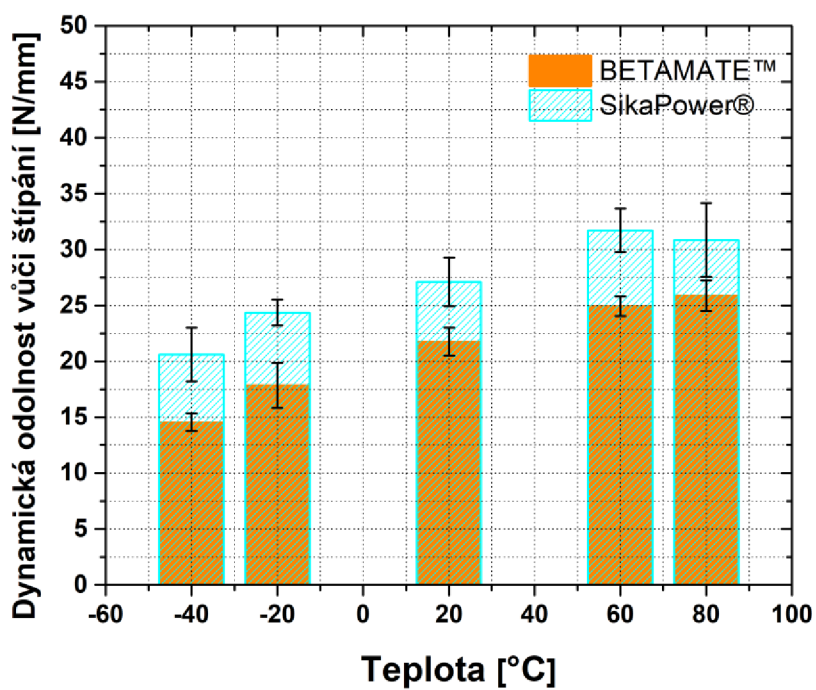 Dynamická odolnost vůči štípání [N/mm]
50
45
40
35
30
25
20
15
10
5
0
BETAMATE™
SikaPower®
-60 -40 -20 0 20 40 60 80 100
Teplota [°C]